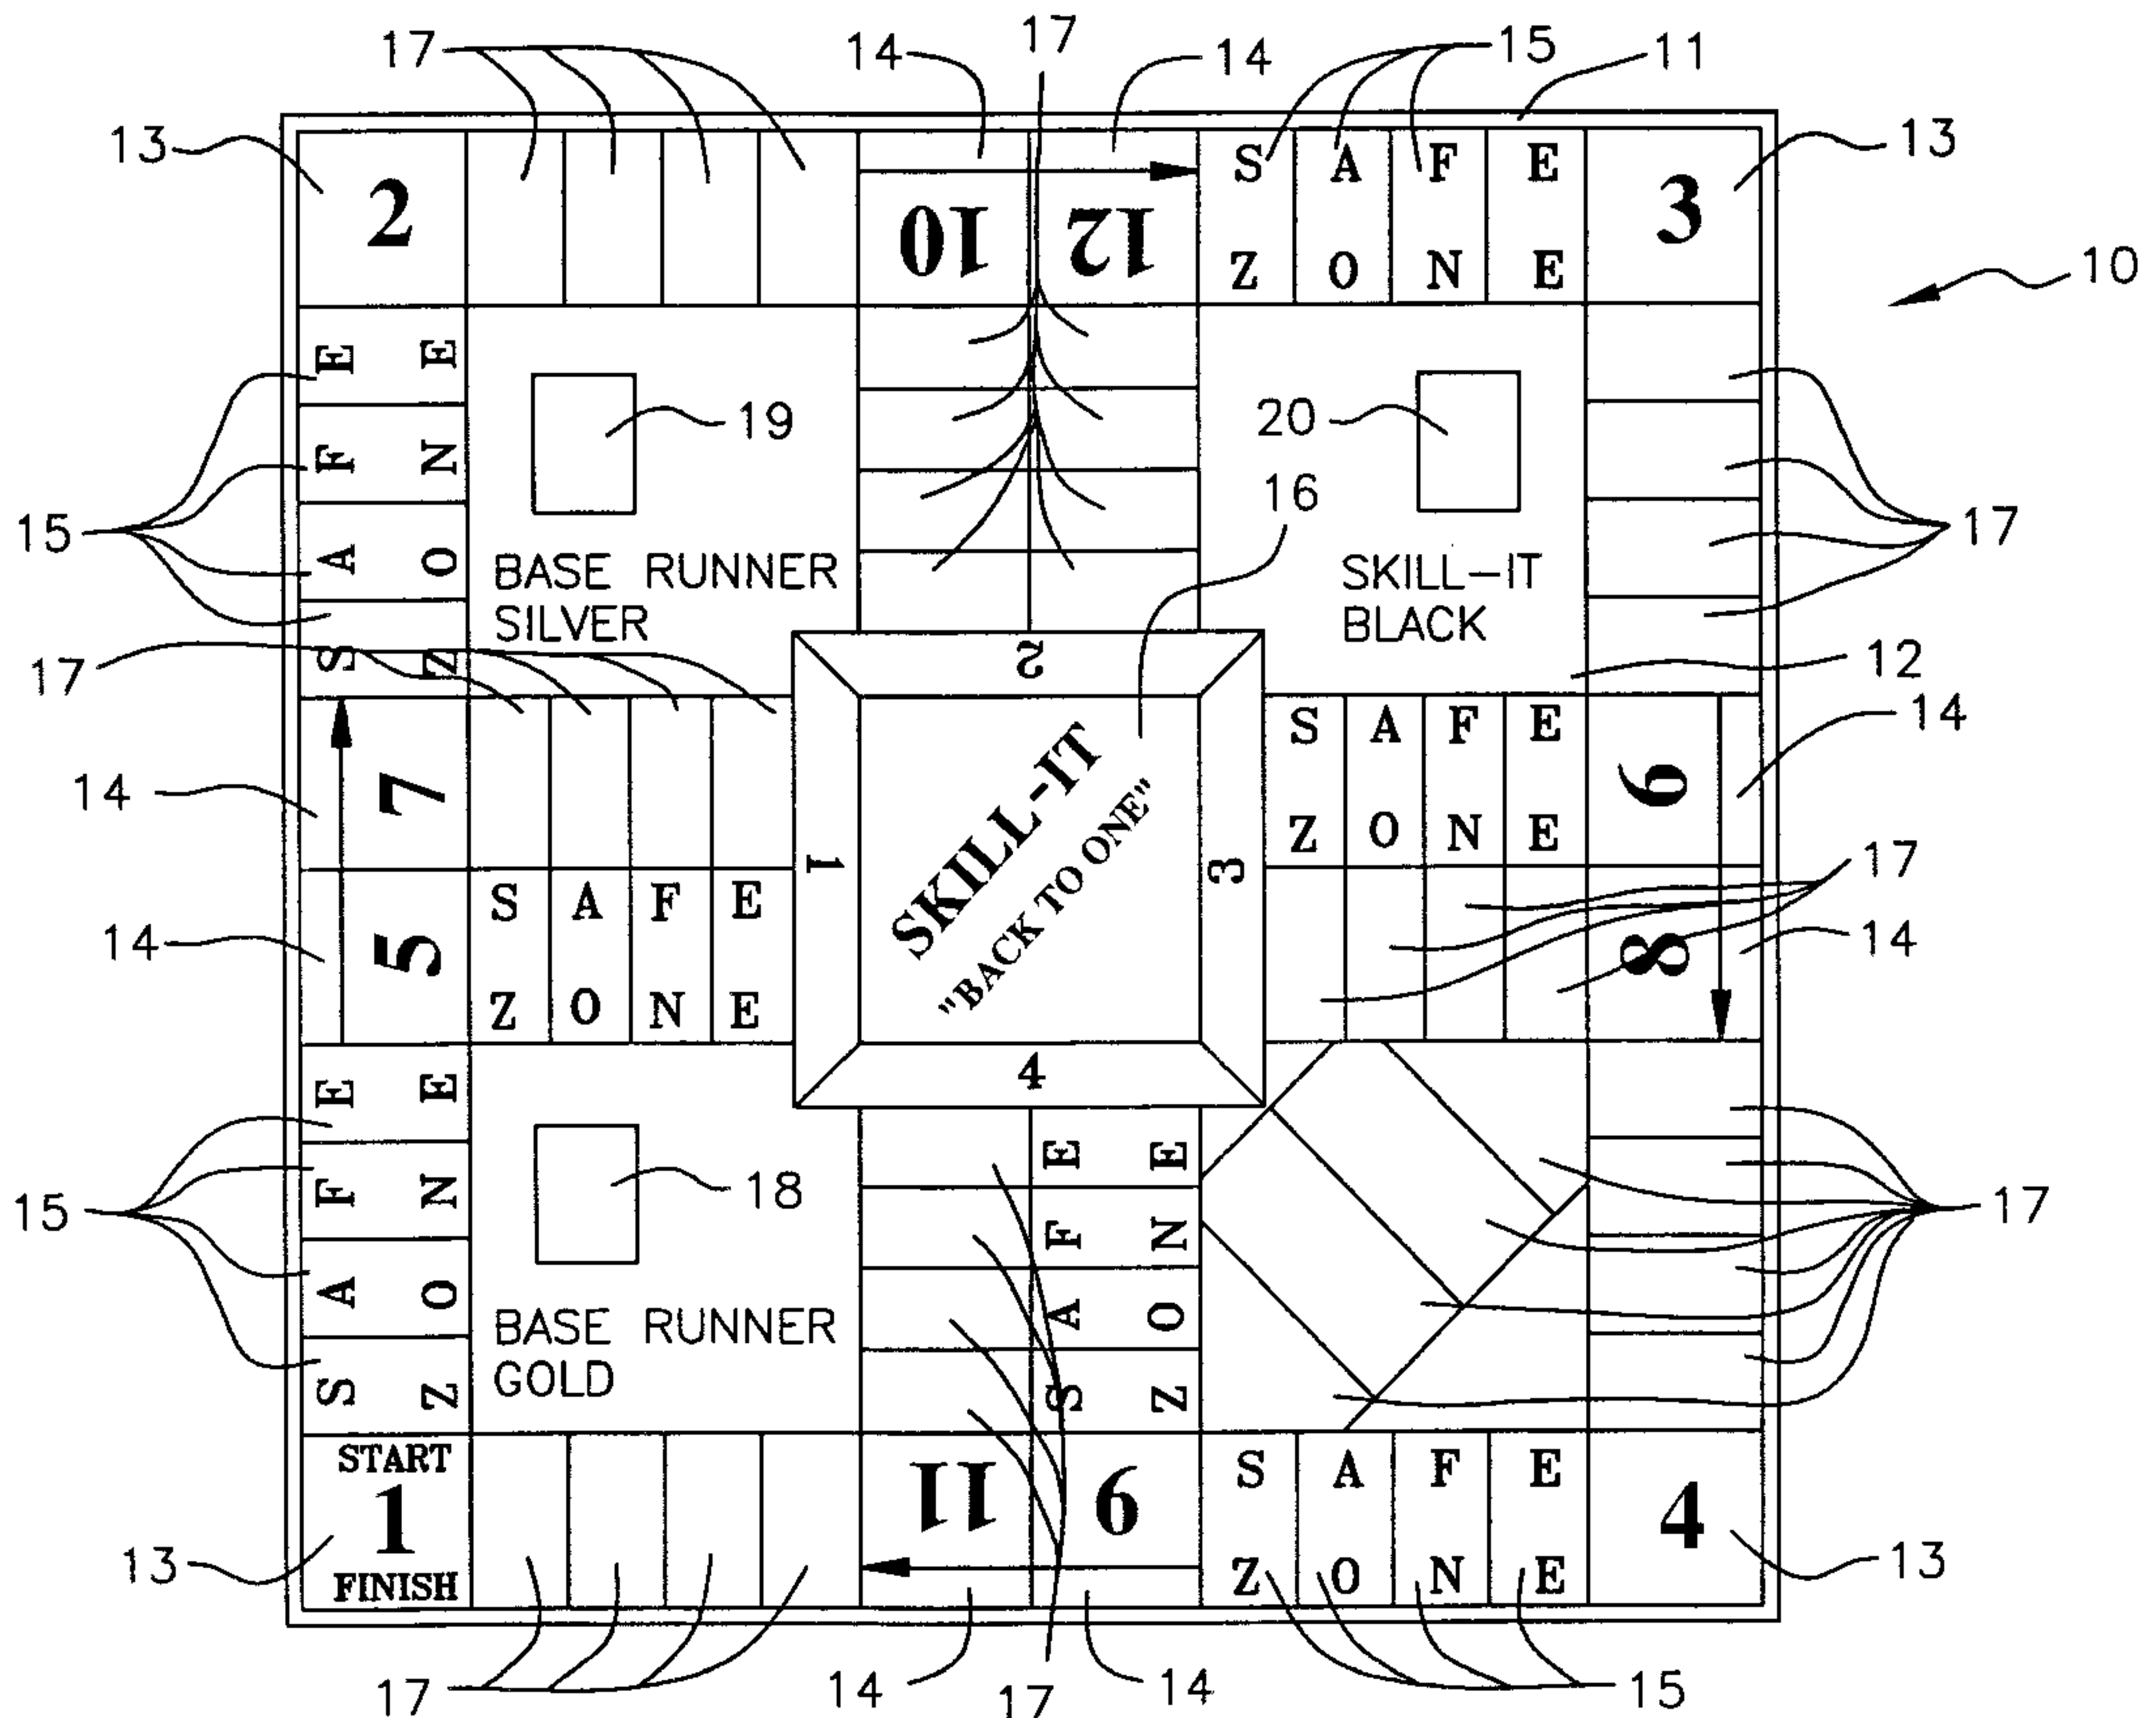 17 14 17 14 15 11
13 2 10 12 S A F E 3 13
Z O N E
10
E E
F N
A O
S Z
15
19
20
16
17
BASE RUNNER
SILVER
SKILL-IT
BLACK
12
17
2
14
7
S A F E
Z O N E
6
14
1
SKILL-IT
"BACK TO ONE"
3
17
14
5
S A F E
Z O N E
8
14
4
E E
F N
A O
S Z
15
18
E E
F N
A O
S Z
17
BASE RUNNER
GOLD
START
1
FINISH
13
11
9
S A F E
Z O N E
4
13
17 14 17 14 15